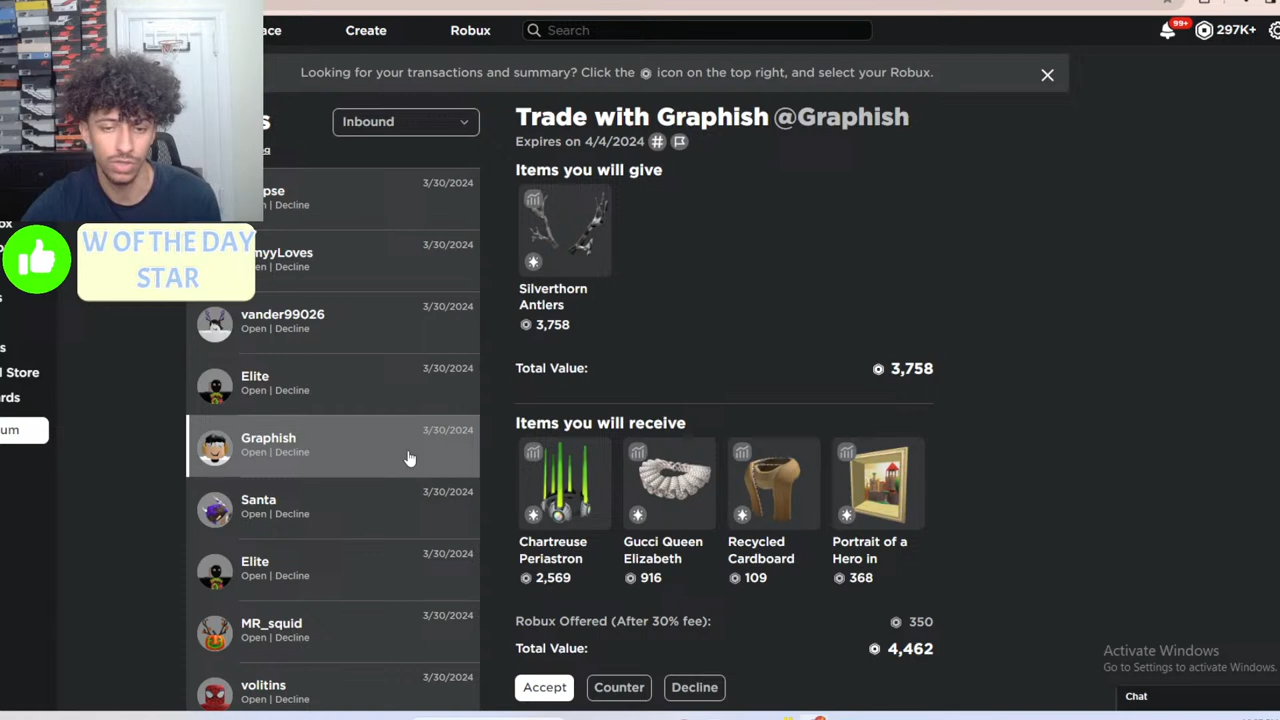 ace
Create
Robux
Search
99+
297K+
Looking for your transactions and summary? Click the icon on the top right, and select your Robux.
Inbound
Trade with Graphish @Graphish
Expires on 4/4/2024
#
Items you will give
Silverthorn
Antlers
3,758
Total Value:
3,758
Items you will receive
Chartreuse
Periastron
2,569
Gucci Queen
Elizabeth
916
Recycled
Cardboard
109
Portrait of a
Hero in
368
Robux Offered (After 30% fee):
350
Total Value:
4,462
Accept
Counter
Decline
W OF THE DAY
STAR
pse
3/30/2024
Decline
myyLoves
3/30/2024
Decline
vander99026
3/30/2024
Open | Decline
Elite
3/30/2024
Open | Decline
Graphish
3/30/2024
Open | Decline
Santa
3/30/2024
Open | Decline
Elite
3/30/2024
Open | Decline
MR_squid
3/30/2024
Open | Decline
volitins
3/30/2024
Open | Decline
Store
um
Activate Windows
Go to Settings to activate Windows.
Chat